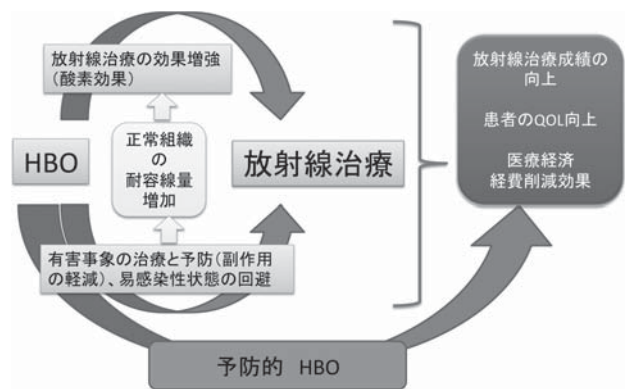 放射線治療の効果増強
(酸素効果)
HBO
正常組織
の
耐容線量
増加
放射線治療
有害事象の治療と予防(副作用
の軽減)、易感染性状態の回避
放射線治療成績の
向上
患者のQOL向上
医療経済
経費削減効果
予防的 HBO